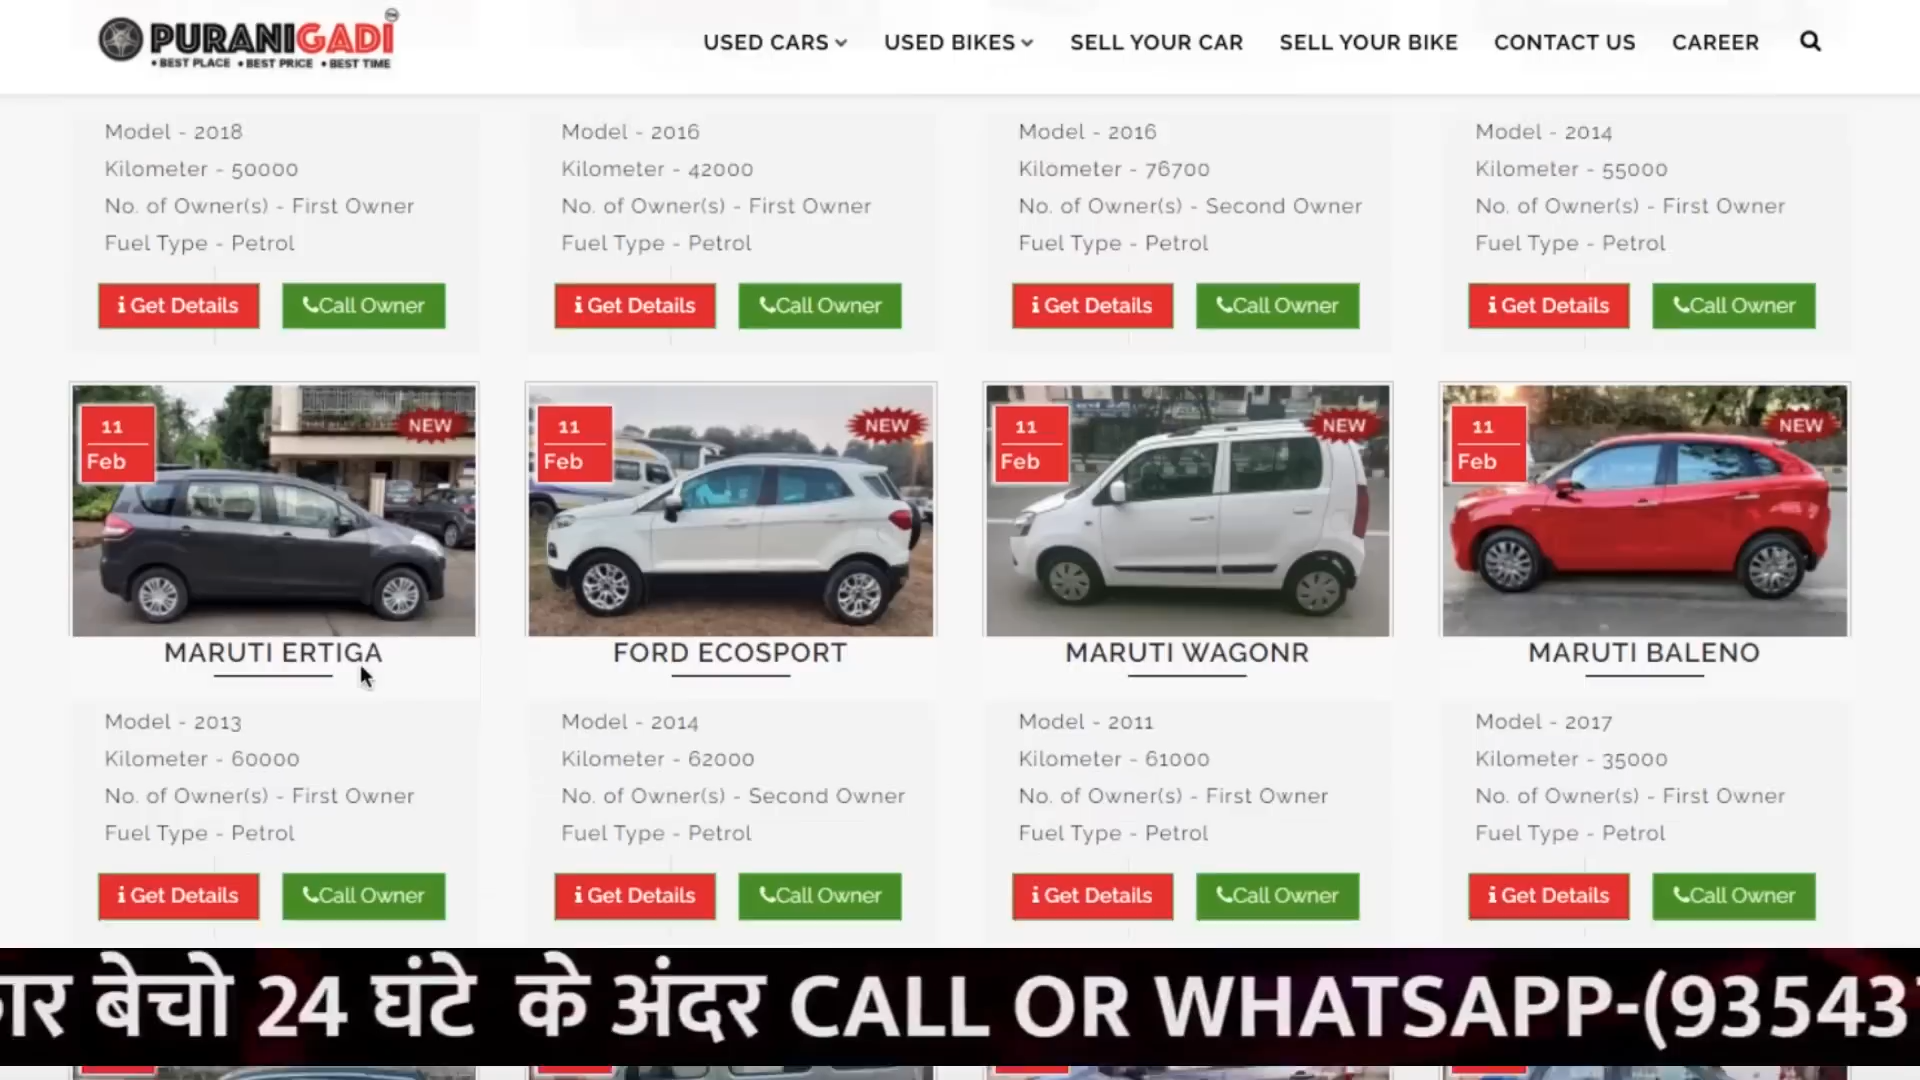 PURANIGADI
• BEST PLACE • BEST PRICE • BEST TIME
USED CARS USED BIKES SELL YOUR CAR SELL YOUR BIKE CONTACT US CAREER
Model - 2018
Kilometer - 50000
No. of Owner(s) - First Owner
Fuel Type - Petrol
Get Details Call Owner
Model - 2016
Kilometer - 42000
No. of Owner(s) - First Owner
Fuel Type - Petrol
Get Details Call Owner
Model - 2016
Kilometer - 76700
No. of Owner(s) - Second Owner
Fuel Type - Petrol
Get Details Call Owner
Model - 2014
Kilometer - 55000
No. of Owner(s) - First Owner
Fuel Type - Petrol
Get Details Call Owner
11
Feb
NEW
MARUTI ERTIGA
Model - 2013
Kilometer - 60000
No. of Owner(s) - First Owner
Fuel Type - Petrol
Get Details Call Owner
11
Feb
NEW
FORD ECOSPORT
Model - 2014
Kilometer - 62000
No. of Owner(s) - Second Owner
Fuel Type - Petrol
Get Details Call Owner
11
Feb
NEW
MARUTI WAGONR
Model - 2011
Kilometer - 61000
No. of Owner(s) - First Owner
Fuel Type - Petrol
Get Details Call Owner
11
Feb
NEW
MARUTI BALENO
Model - 2017
Kilometer - 35000
No. of Owner(s) - First Owner
Fuel Type - Petrol
Get Details Call Owner
बेचो 24 घंटे के अंदर CALL OR WHATSAPP-(93543